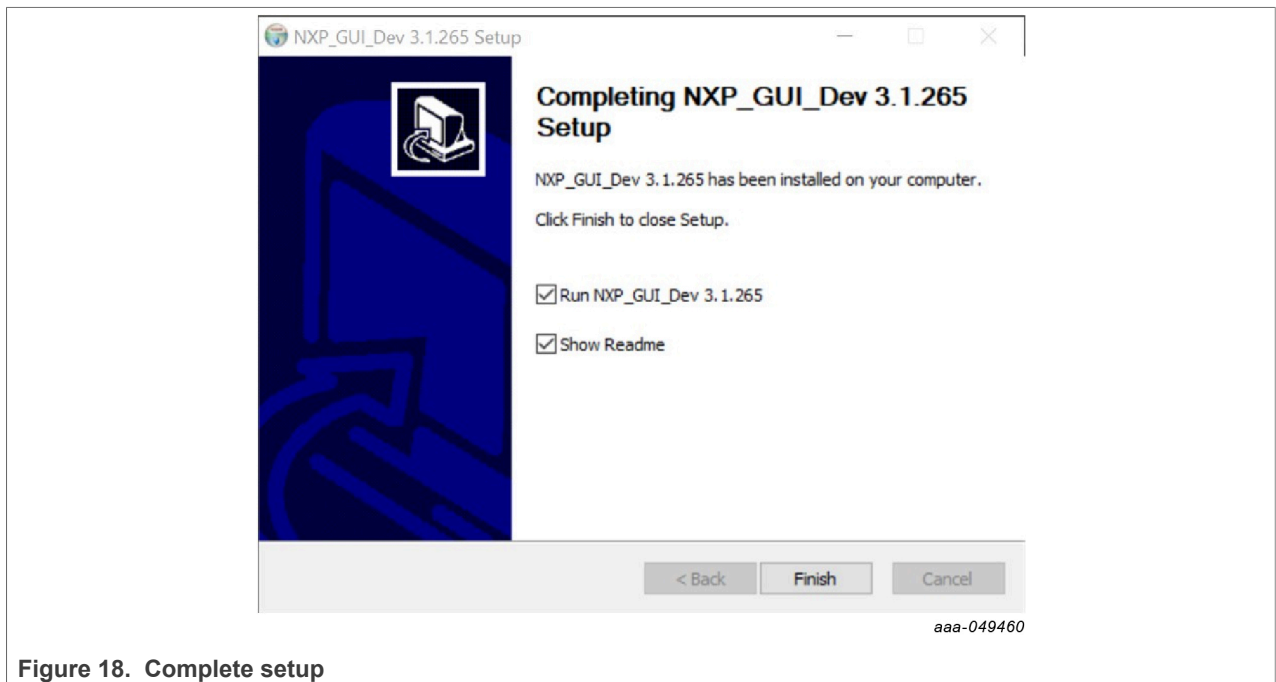 NXP_GUI_Dev 3.1.265 Setup
Completing NXP_GUI_Dev 3.1.265
Setup
NXP_GUI_Dev 3.1.265 has been installed on your computer.
Click Finish to close Setup.
Run NXP_GUI_Dev 3.1.265
Show Readme
< Back Finish Cancel
aaa-049460
Figure 18. Complete setup